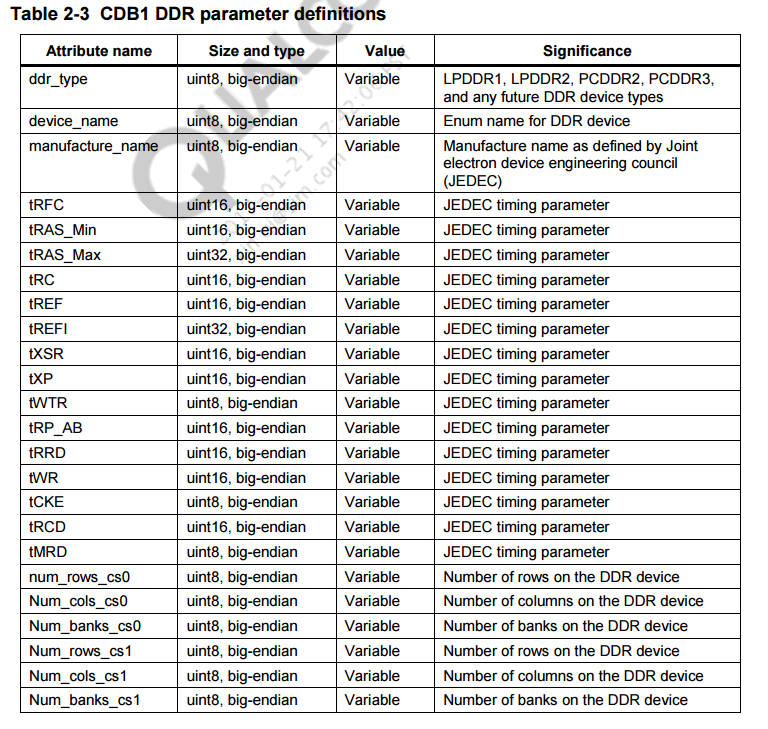 Table 2-3 CDB1 DDR parameter definitions
Attribute name Size and type Value Significance
ddr_type uint8, big-endian Variable LPDDR1, LPDDR2, PCDDR2, PCDDR3,
and any future DDR device types
device_name uint8, big-endian Variable Enum name for DDR device
manufacture_name uint8, big-endian Variable Manufacture name as defined by Joint
electron device engineering council
(JEDEC)
tRFC uint16, big-endian Variable JEDEC timing parameter
tRAS_Min uint16, big-endian Variable JEDEC timing parameter
tRAS_Max uint32, big-endian Variable JEDEC timing parameter
tRC uint16, big-endian Variable JEDEC timing parameter
tREF uint16, big-endian Variable JEDEC timing parameter
tREFI uint32, big-endian Variable JEDEC timing parameter
tXSR uint16, big-endian Variable JEDEC timing parameter
tXP uint16, big-endian Variable JEDEC timing parameter
tWTR uint8, big-endian Variable JEDEC timing parameter
tRP_AB uint16, big-endian Variable JEDEC timing parameter
tRRD uint16, big-endian Variable JEDEC timing parameter
tWR uint16, big-endian Variable JEDEC timing parameter
tCKE uint8, big-endian Variable JEDEC timing parameter
tRCD uint16, big-endian Variable JEDEC timing parameter
tMRD uint8, big-endian Variable JEDEC timing parameter
num_rows_cs0 uint8, big-endian Variable Number of rows on the DDR device
Num_cols_cs0 uint8, big-endian Variable Number of columns on the DDR device
Num_banks_cs0 uint8, big-endian Variable Number of banks on the DDR device
Num_rows_cs1 uint8, big-endian Variable Number of rows on the DDR device
Num_cols_cs1 uint8, big-endian Variable Number of columns on the DDR device
Num_banks_cs1 uint8, big-endian Variable Number of banks on the DDR device